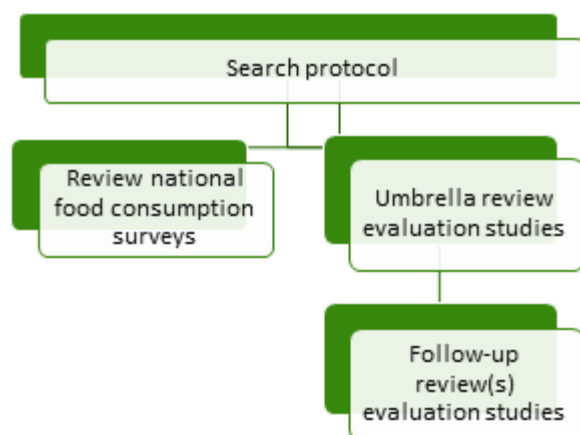 Search protocol
Review national
food consumption
surveys
Umbrella review
evaluation studies
Follow-up
review(s)
evaluation studies